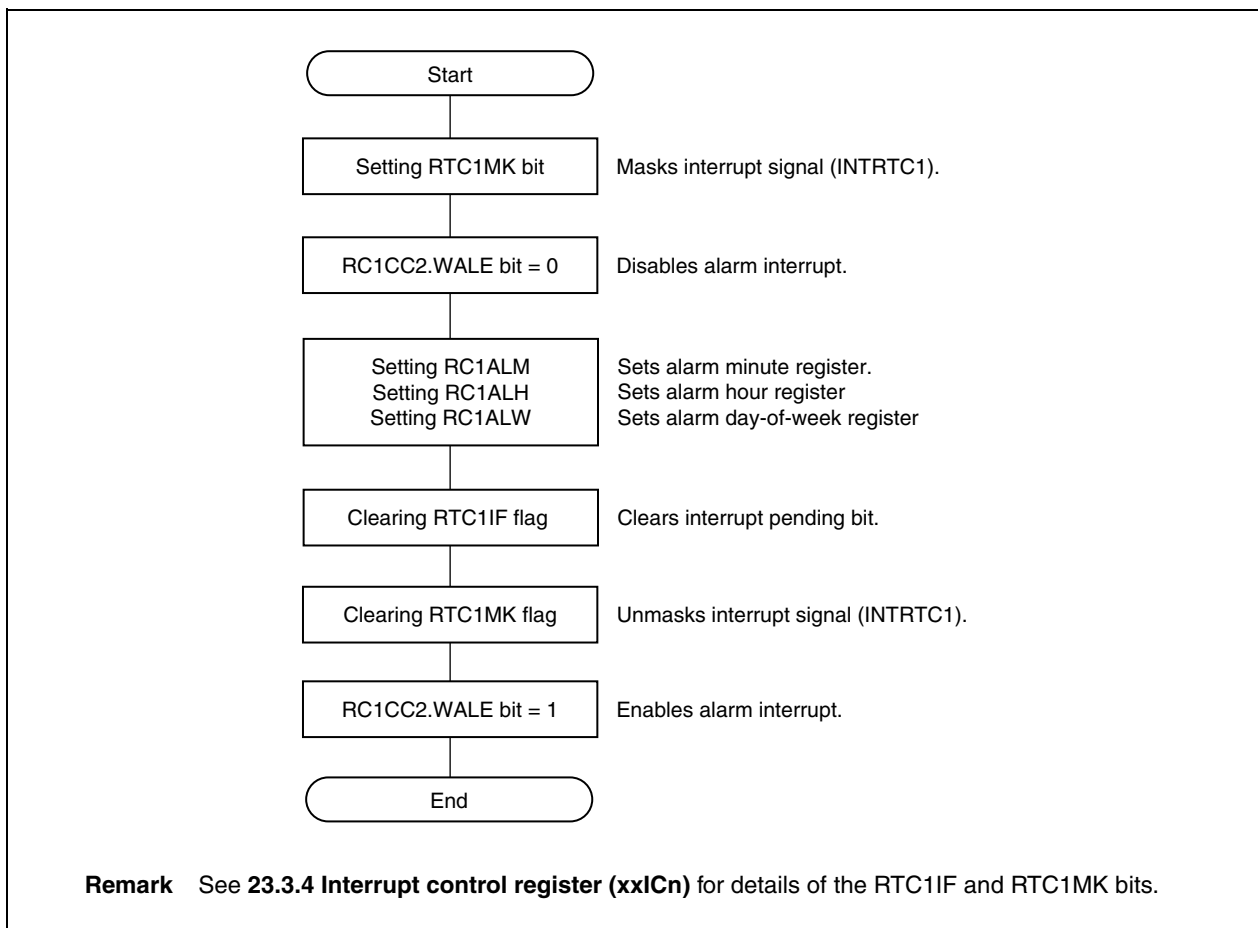 Start
Setting RTC1MK bit Masks interrupt signal (INTRTC1).
RC1CC2.WALE bit = 0 Disables alarm interrupt.
Setting RC1ALM Sets alarm minute register.
Setting RC1ALH Sets alarm hour register
Setting RC1ALW Sets alarm day-of-week register
Clearing RTC1IF flag Clears interrupt pending bit.
Clearing RTC1MK flag Unmasks interrupt signal (INTRTC1).
RC1CC2.WALE bit = 1 Enables alarm interrupt.
End
Remark See 23.3.4 Interrupt control register (xxICn) for details of the RTC1IF and RTC1MK bits.